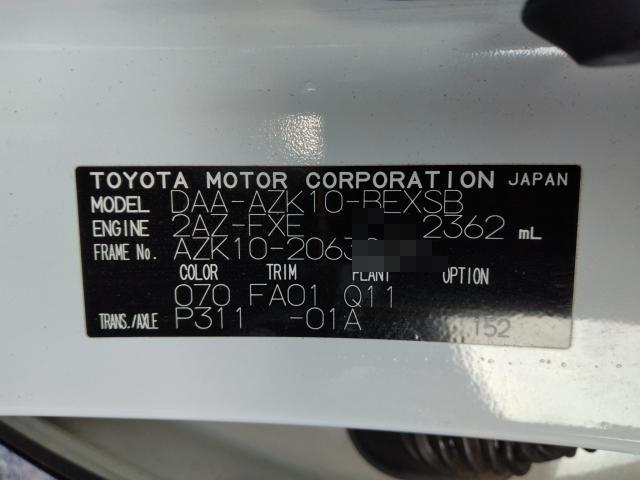 TOYOTA MOTOR CORPORATION JAPAN
MODEL DAA-AZK10-BEXSB
ENGINE 2AZ-FXE 2362 mL
FRAME No. AZK10-2063
COLOR TRIM PLANT OPTION
070 FA01 Q11
TRANS./AXLE P311 -01A
152